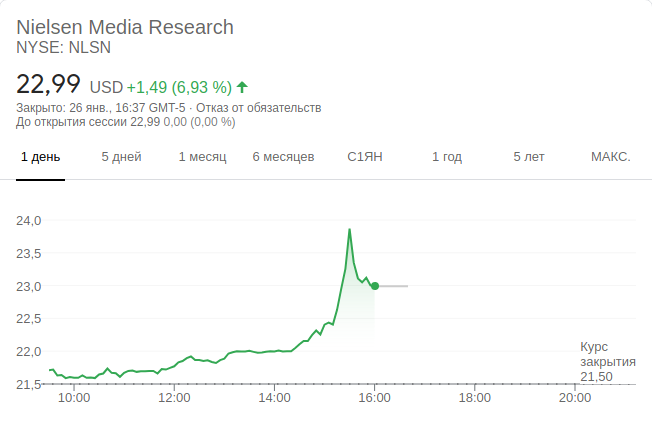 Nielsen Media Research
NYSE: NLSN
22,99 USD +1,49 (6,93 %)
Закрыто: 26 янв., 16:37 GMT-5 · Отказ от обязательств
До открытия сессии 22,99 0,00 (0,00 %)
1 день 5 дней 1 месяц 6 месяцев С1ЯН 1 год 5 лет МАКС.
24,0
23,5
23,0
22,5
22,0
21,5
Курс
закрытия
21,50
10:00 12:00 14:00 16:00 18:00 20:00